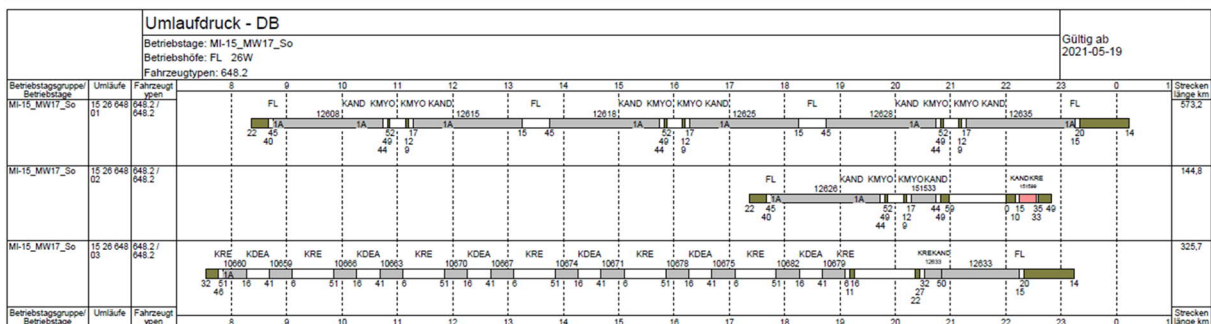 Umlaufdruck - DB
Betriebstage: MI-15_MW17_So
Betriebshöfe: FL 26W
Fahrzeugtypen: 648.2
Gültig ab
2021-05-19
Betriebstagsgruppe/ Umläufe Fahrzeugt Strecken
Betriebstage ypen 8 9 10 11 12 13 14 15 16 17 18 19 20 21 22 23 0 1 länge km
MI-15_MW17_So 15 26 648 648.2 / 573,2
01 648.2
FL KAND KMYO KMYO KAND FL KAND KMYO KMYO KAND FL KAND KMYO KMYO KAND FL
12608 12615 12618 12625 12628 12635
1A 1A 1A 1A 1A 1A
22 45 52 17 15 45 52 17 15 45 52 17 20 14
40 49 12 49 12 49 12 15
44 9 44 9 44 9
MI-15_MW17_So 15 26 648 648.2 / 144,8
02 648.2
FL KAND KMYO KMYOKAND KANDKRE
12626 151533
1A 1A
22 45 52 17 44 59 0 15 35 49
40 49 12 49 10 33
44 9
MI-15_MW17_So 15 26 648 648.2 / 325,7
03 648.2
KRE KDEA KRE KDEA KRE KDEA KRE KDEA KRE KDEA KRE KDEA KRE KREKAND FL
10660 10659 10666 10663 10670 10667 10674 10671 10678 10675 10682 10679 12633 12633
1A
32 51 16 41 6 51 16 41 6 51 16 41 6 51 16 41 6 51 16 41 6 51 16 41 6 16 32 50 20 14
46 11 27 15
22
Betriebstagsgruppe/ Umläufe Fahrzeugt Strecken
Betriebstage ypen 8 9 10 11 12 13 14 15 16 17 18 19 20 21 22 23 0 1 länge km